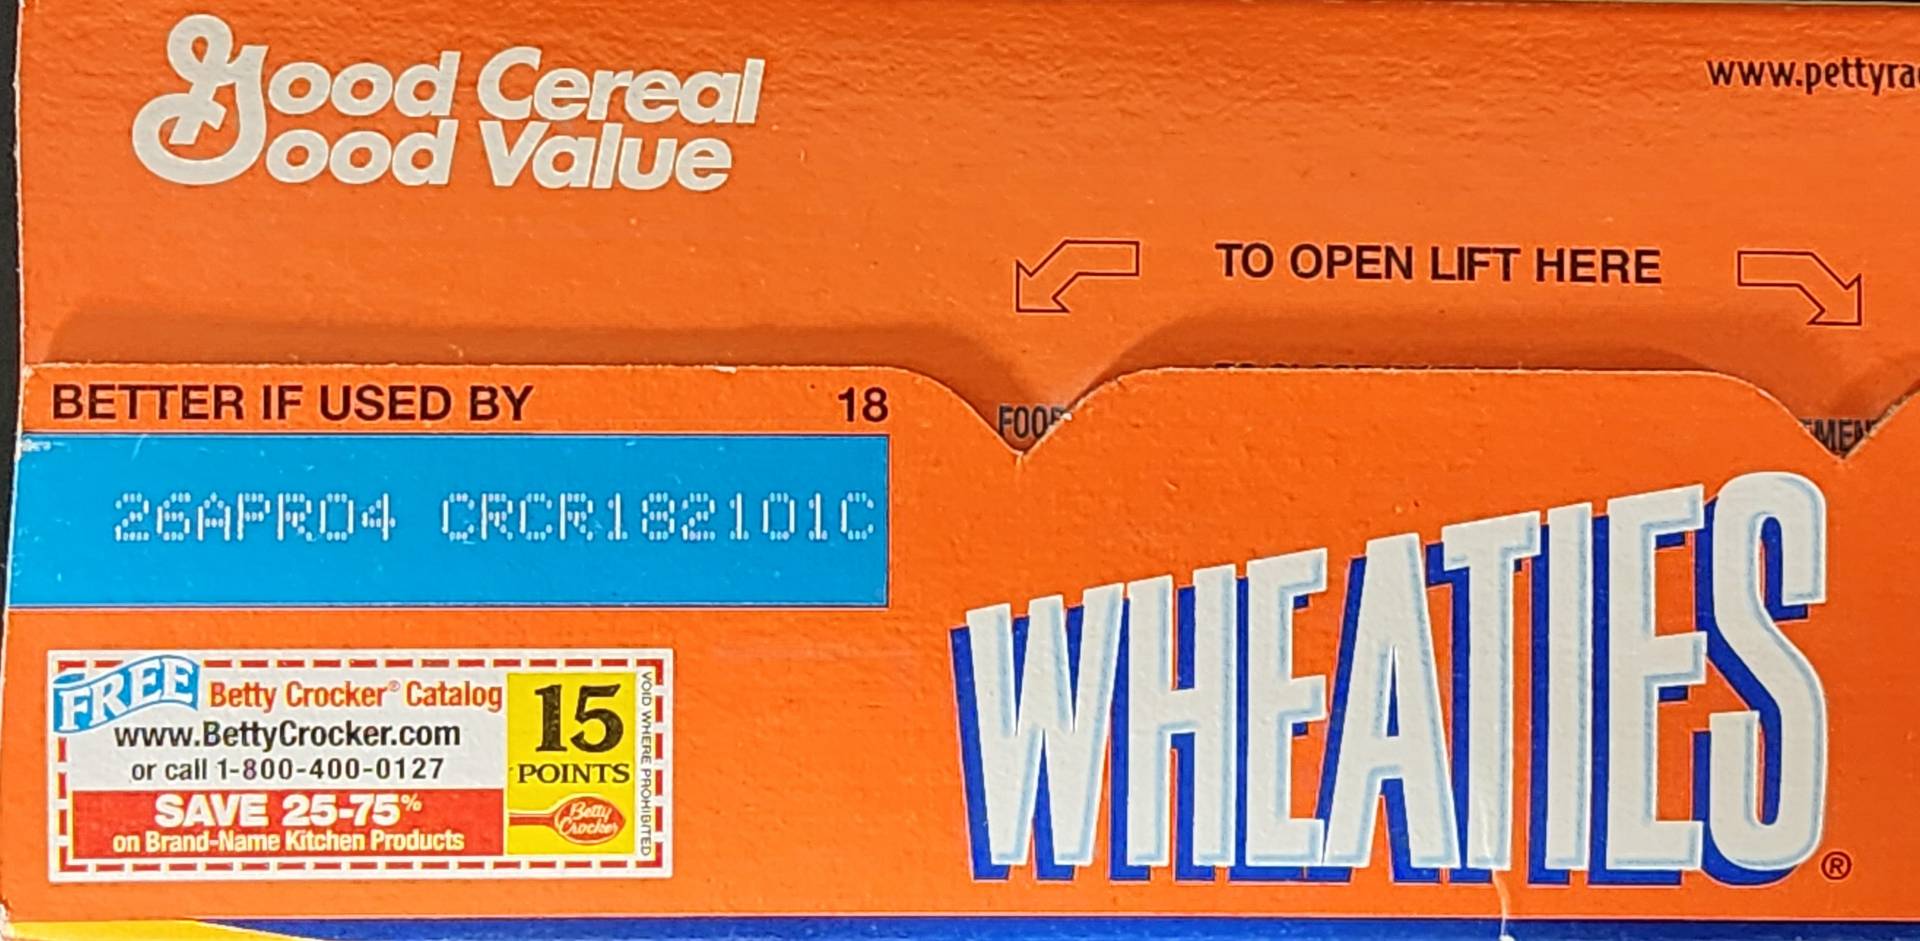 Good Cereal
Good Value
www.pettyra
TO OPEN LIFT HERE
BETTER IF USED BY 18
26APR04 CRCR182101C
FREE Betty Crocker® Catalog
www.BettyCrocker.com
or call 1-800-400-0127
SAVE 25-75%
on Brand-Name Kitchen Products
15
POINTS
Betty
Crocker
VOID WHERE PROHIBITED
WHEATIES®